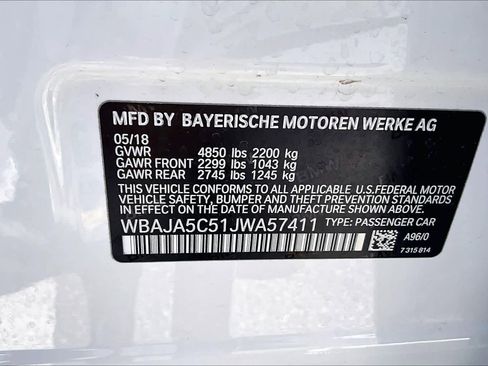 MFD BY BAYERISCHE MOTOREN WERKE AG
05/18
GVWR 4850 lbs 2200 kg
GAWR FRONT 2299 lbs 1043 kg
GAWR REAR 2745 lbs 1245 kg
THIS VEHICLE CONFORMS TO ALL APPLICABLE U.S.FEDERAL MOTOR
VEHICLE SAFETY, BUMPER AND THEFT PREVENTION STANDARDS
IN EFFECT ON THE DATE OF MANUFACTURE SHOWN ABOVE.
WBAJA5C51JWA57411 TYPE: PASSENGER CAR
A96/0
7 315 814